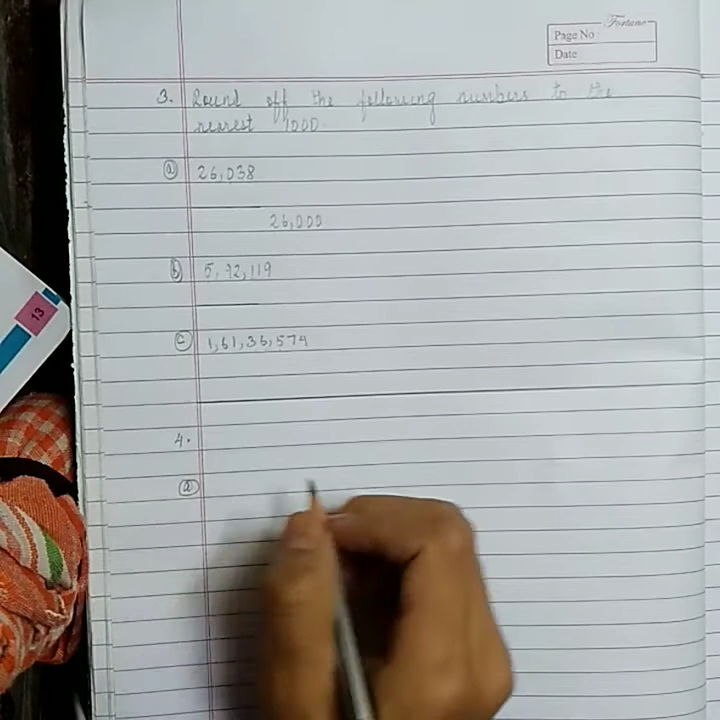 Fortune
Page No
Date
3. Round off the following numbers to the
nearest 1000.
(a) 26,038
26,000
(b) 5,72,119
(c) 1,61,36,574
4.
(a)
13